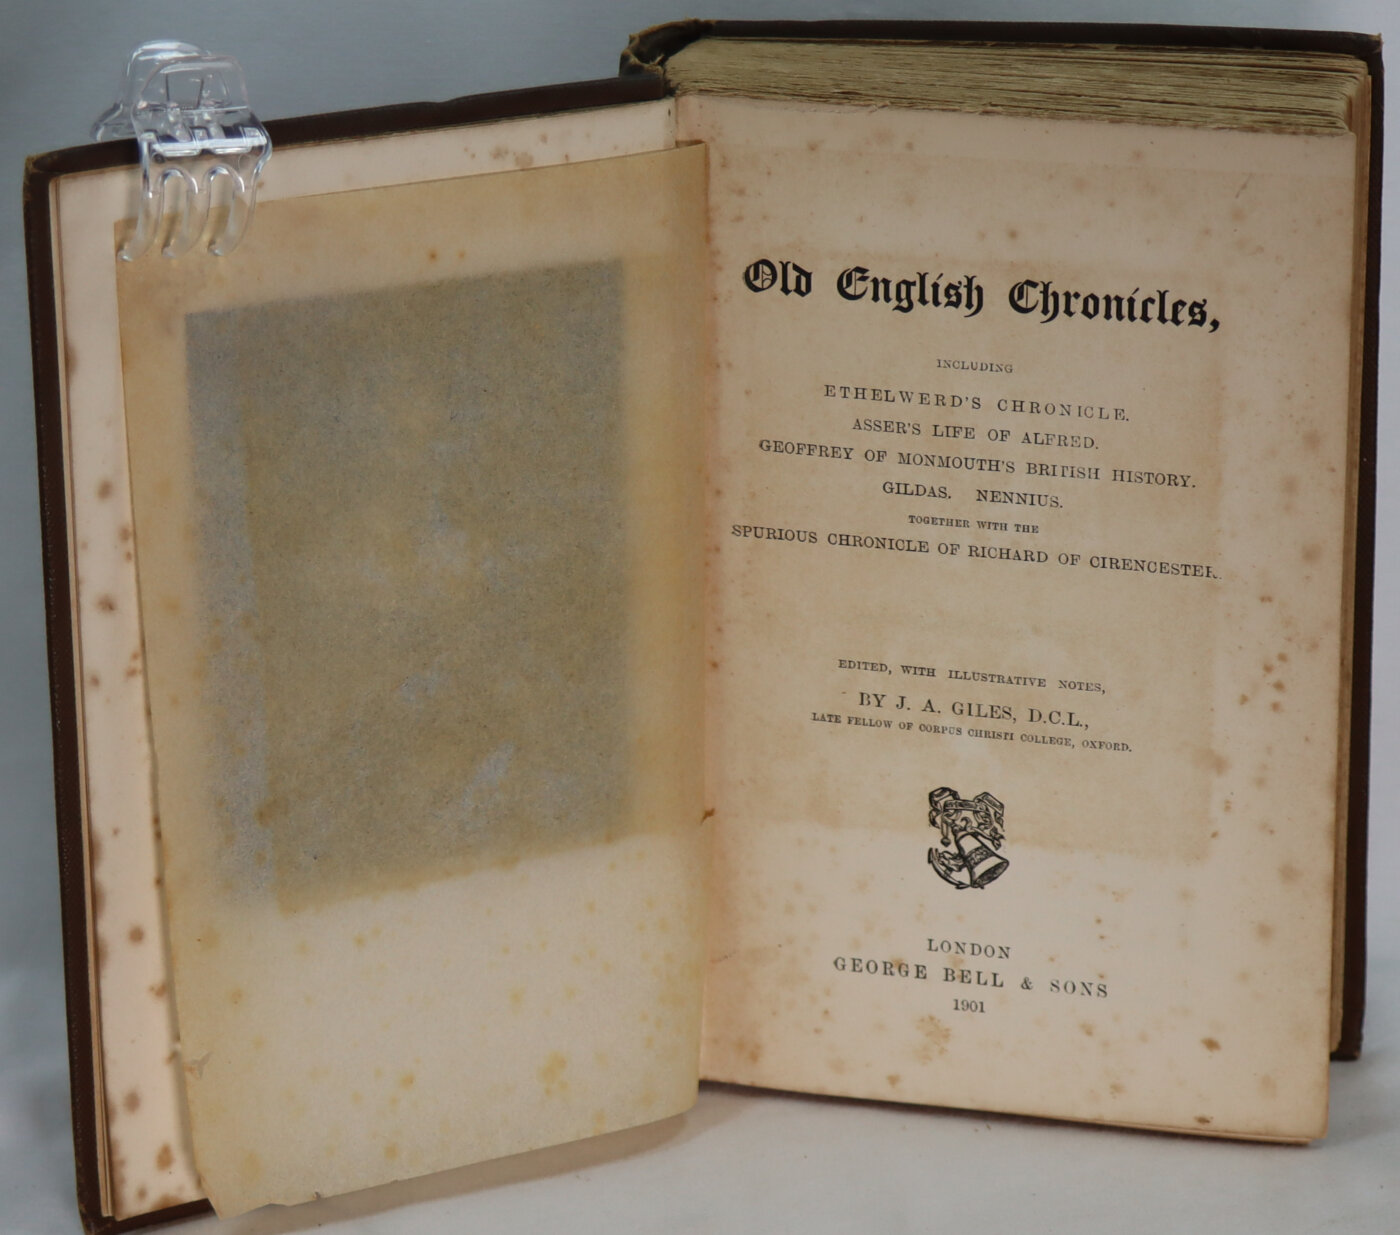 Old English Chronicles,
INCLUDING
ETHELWERD'S CHRONICLE.
ASSER'S LIFE OF ALFRED.
GEOFFREY OF MONMOUTH'S BRITISH HISTORY.
GILDAS. NENNIUS.
TOGETHER WITH THE
SPURIOUS CHRONICLE OF RICHARD OF CIRENCESTER.
EDITED, WITH ILLUSTRATIVE NOTES,
BY J. A. GILES, D.C.L.,
LATE FELLOW OF CORPUS CHRISTI COLLEGE, OXFORD.
LONDON
GEORGE BELL & SONS
1901